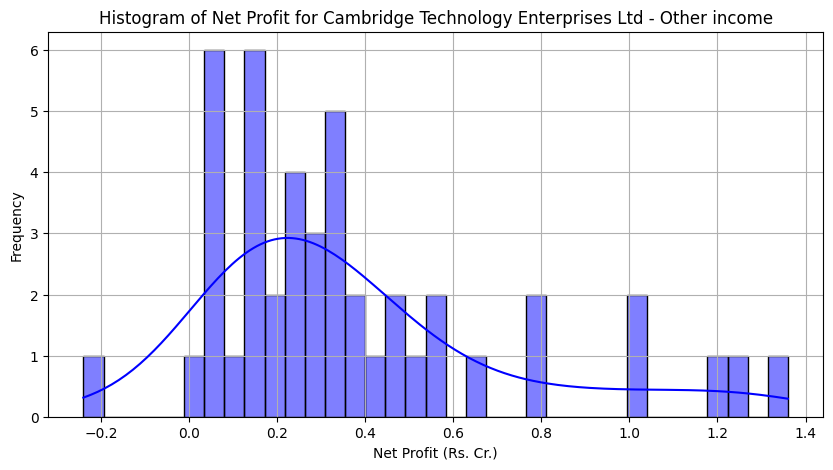 Histogram of Net Profit for Cambridge Technology Enterprises Ltd - Other income
6
5
4
3
2
1
0
Frequency
−0.2 0.0 0.2 0.4 0.6 0.8 1.0 1.2 1.4
Net Profit (Rs. Cr.)